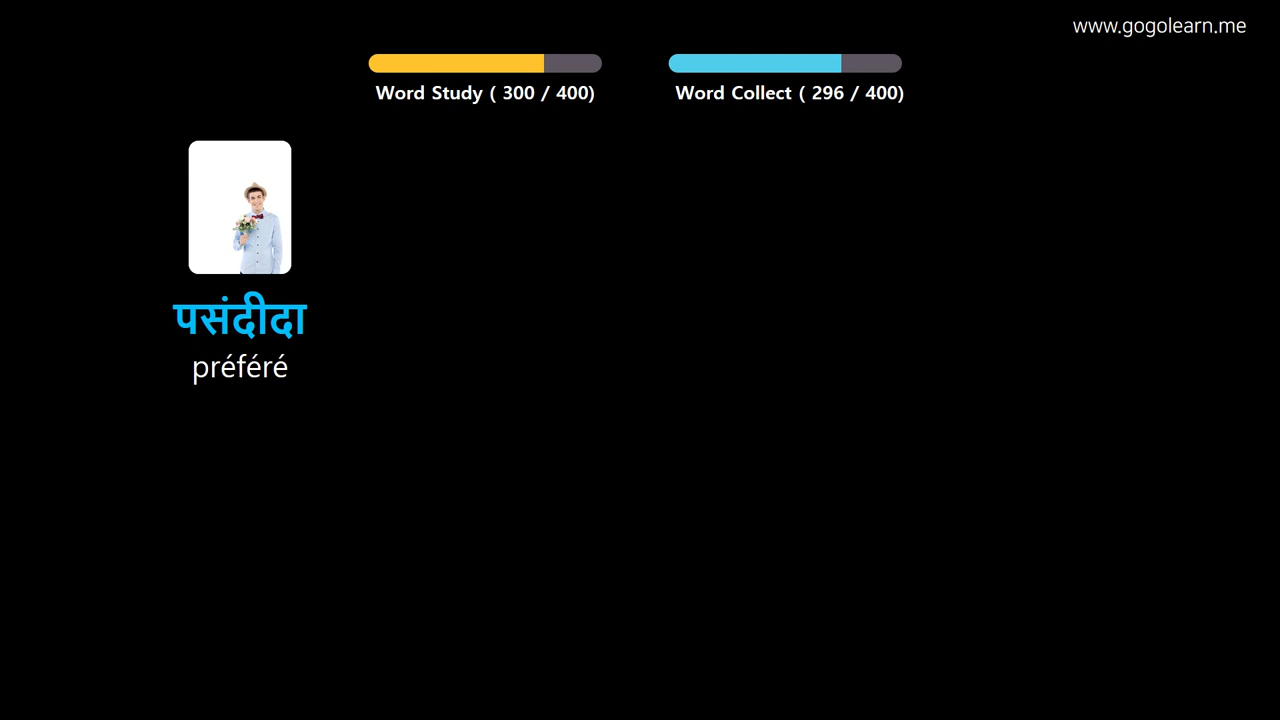 www.gogolearn.me
Word Study ( 300 / 400)
Word Collect ( 296 / 400)
पसंदीदा
préféré